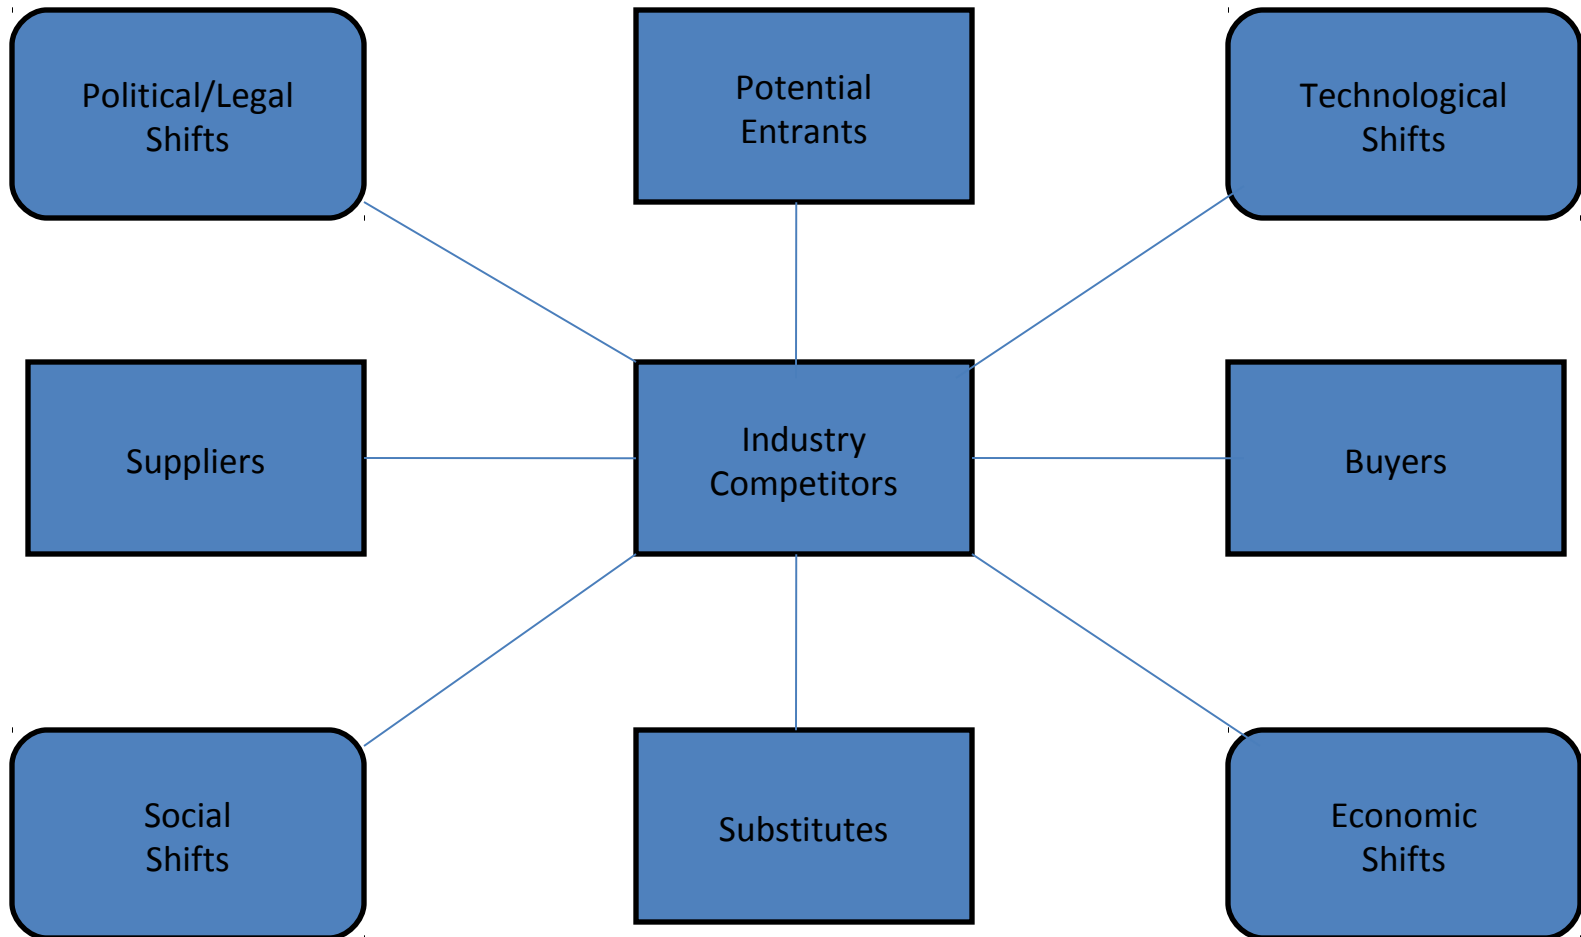 Political/Legal
Shifts
Potential
Entrants
Technological
Shifts
Suppliers
Industry
Competitors
Buyers
Social
Shifts
Substitutes
Economic
Shifts